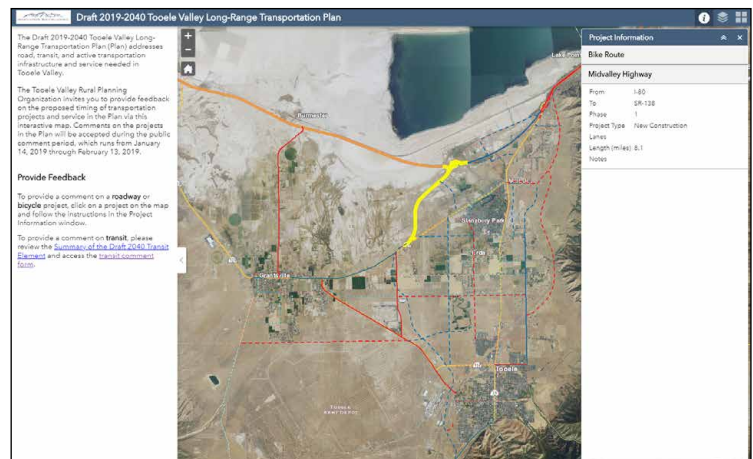 Draft 2019-2040 Tooele Valley Long-Range Transportation Plan
The Draft 2019-2040 Tooele Valley Long-
Range Transportation Plan (Plan) addresses
road, transit, and active transportation
infrastructure and service needed in
Tooele Valley.
The Tooele Valley Rural Planning
Organization invites you to provide feedback
on the proposed timing of transportation
projects and service in the Plan via this
interactive map. Comments on the projects
in the Plan will be accepted during the public
comment period, which runs from January
14, 2019 through February 13, 2019.
Provide Feedback
To provide a comment on a roadway or
bicycle project, click on a project on the map
and follow the instructions in the Project
Information window.
To provide a comment on transit, please
review the Summary of the Draft 2040 Transit
Element and access the transit comment
form.
+
−
Lake Point
Burmester
Stansbury Park
Erda
Grantsville
Tooele
TOOELE
ARMY DEPOT
Project Information
Bike Route
Midvalley Highway
From I-80
To SR-138
Phase 1
Project Type New Construction
Lanes
Length (miles) 8.1
Notes